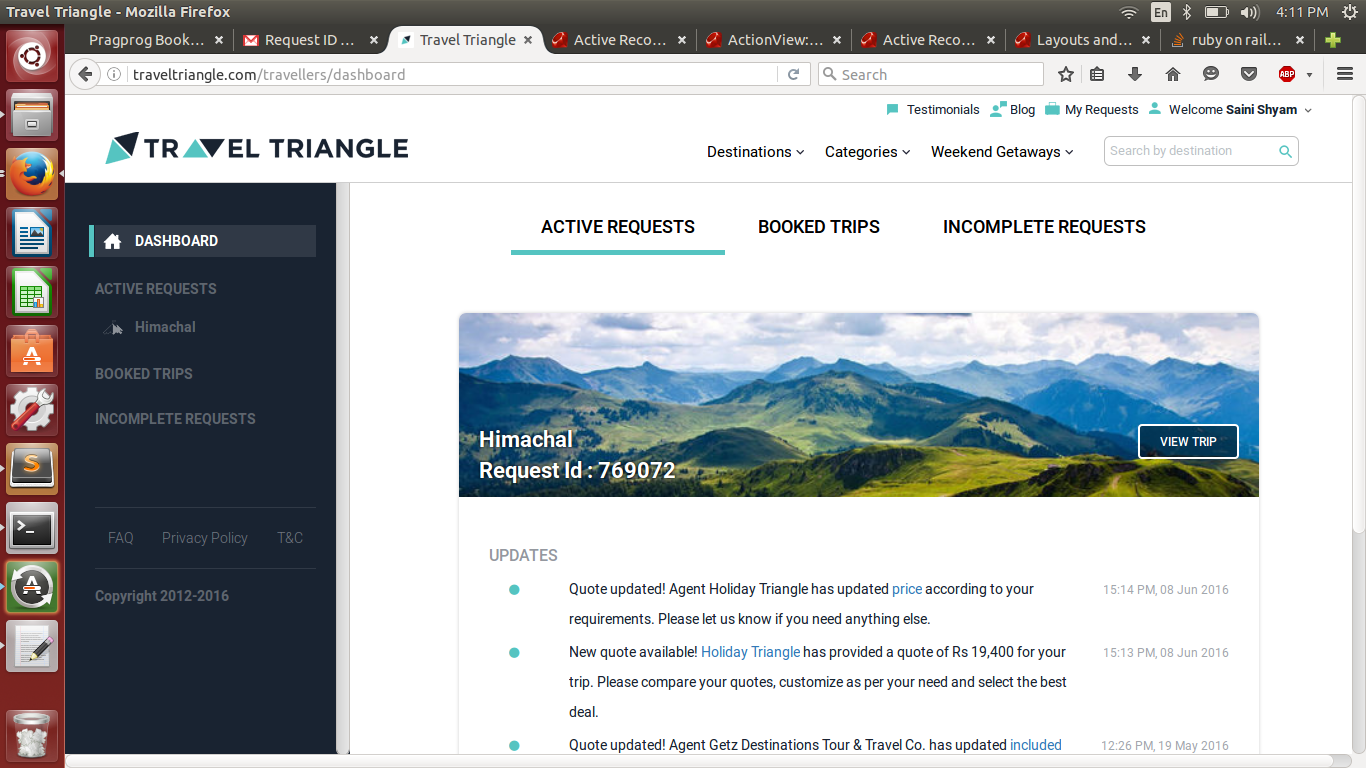 Travel Triangle - Mozilla Firefox
En
4:11 PM
Pragprog Book...
Request ID ...
Travel Triangle
Active Reco...
ActionView:...
Active Reco...
Layouts and...
ruby on rail...
traveltriangle.com/travellers/dashboard
Search
ABP
Testimonials
Blog
My Requests
Welcome Saini Shyam
TRAVEL TRIANGLE
Destinations
Categories
Weekend Getaways
Search by destination
DASHBOARD
ACTIVE REQUESTS
Himachal
BOOKED TRIPS
INCOMPLETE REQUESTS
FAQ
Privacy Policy
T&C
Copyright 2012-2016
ACTIVE REQUESTS
BOOKED TRIPS
INCOMPLETE REQUESTS
Himachal
Request Id : 769072
VIEW TRIP
UPDATES
Quote updated! Agent Holiday Triangle has updated price according to your
requirements. Please let us know if you need anything else.
15:14 PM, 08 Jun 2016
New quote available! Holiday Triangle has provided a quote of Rs 19,400 for your
trip. Please compare your quotes, customize as per your need and select the best
deal.
15:13 PM, 08 Jun 2016
Quote updated! Agent Getz Destinations Tour & Travel Co. has updated included
12:26 PM, 19 May 2016